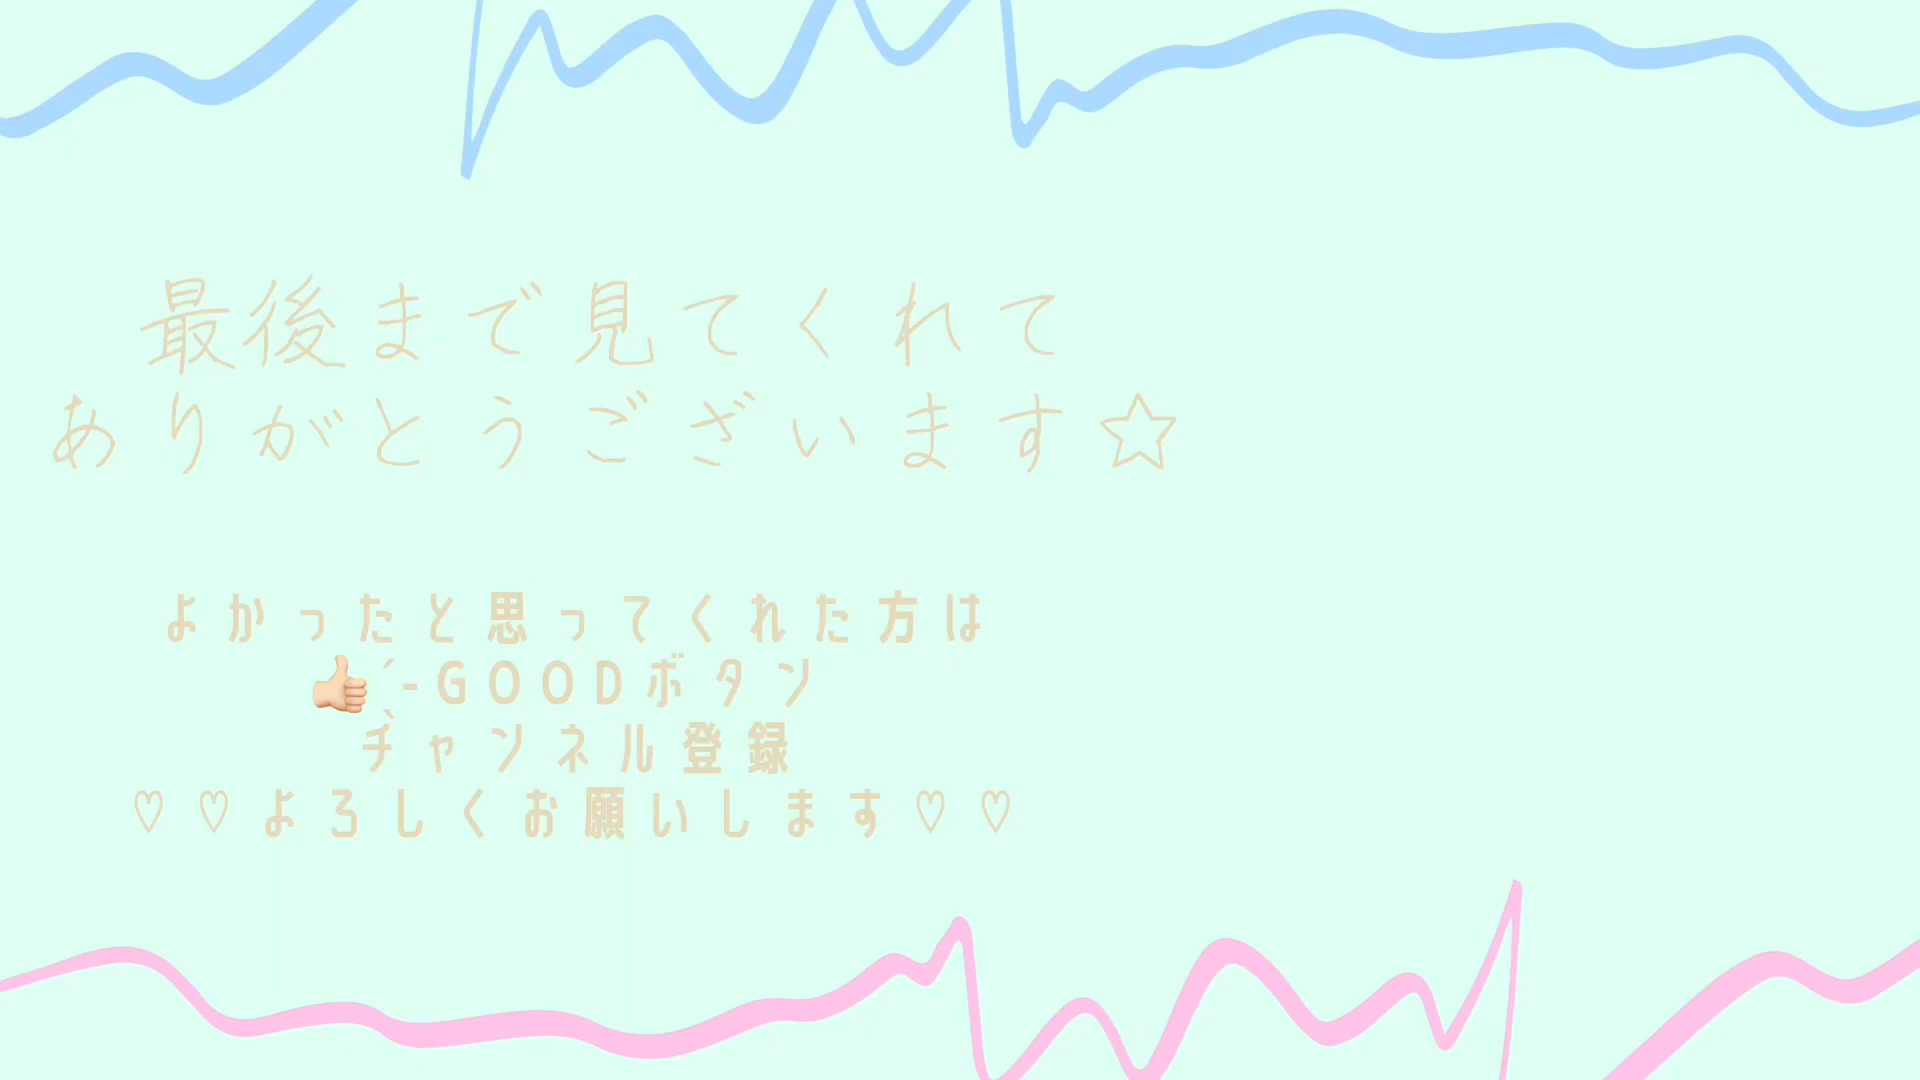 最後まで見てくれて
ありがとうございます☆
よかったと思ってくれた方は
👍🏻 ̖́-GOODボタン
チャンネル登録
♡♡よろしくお願いします♡♡